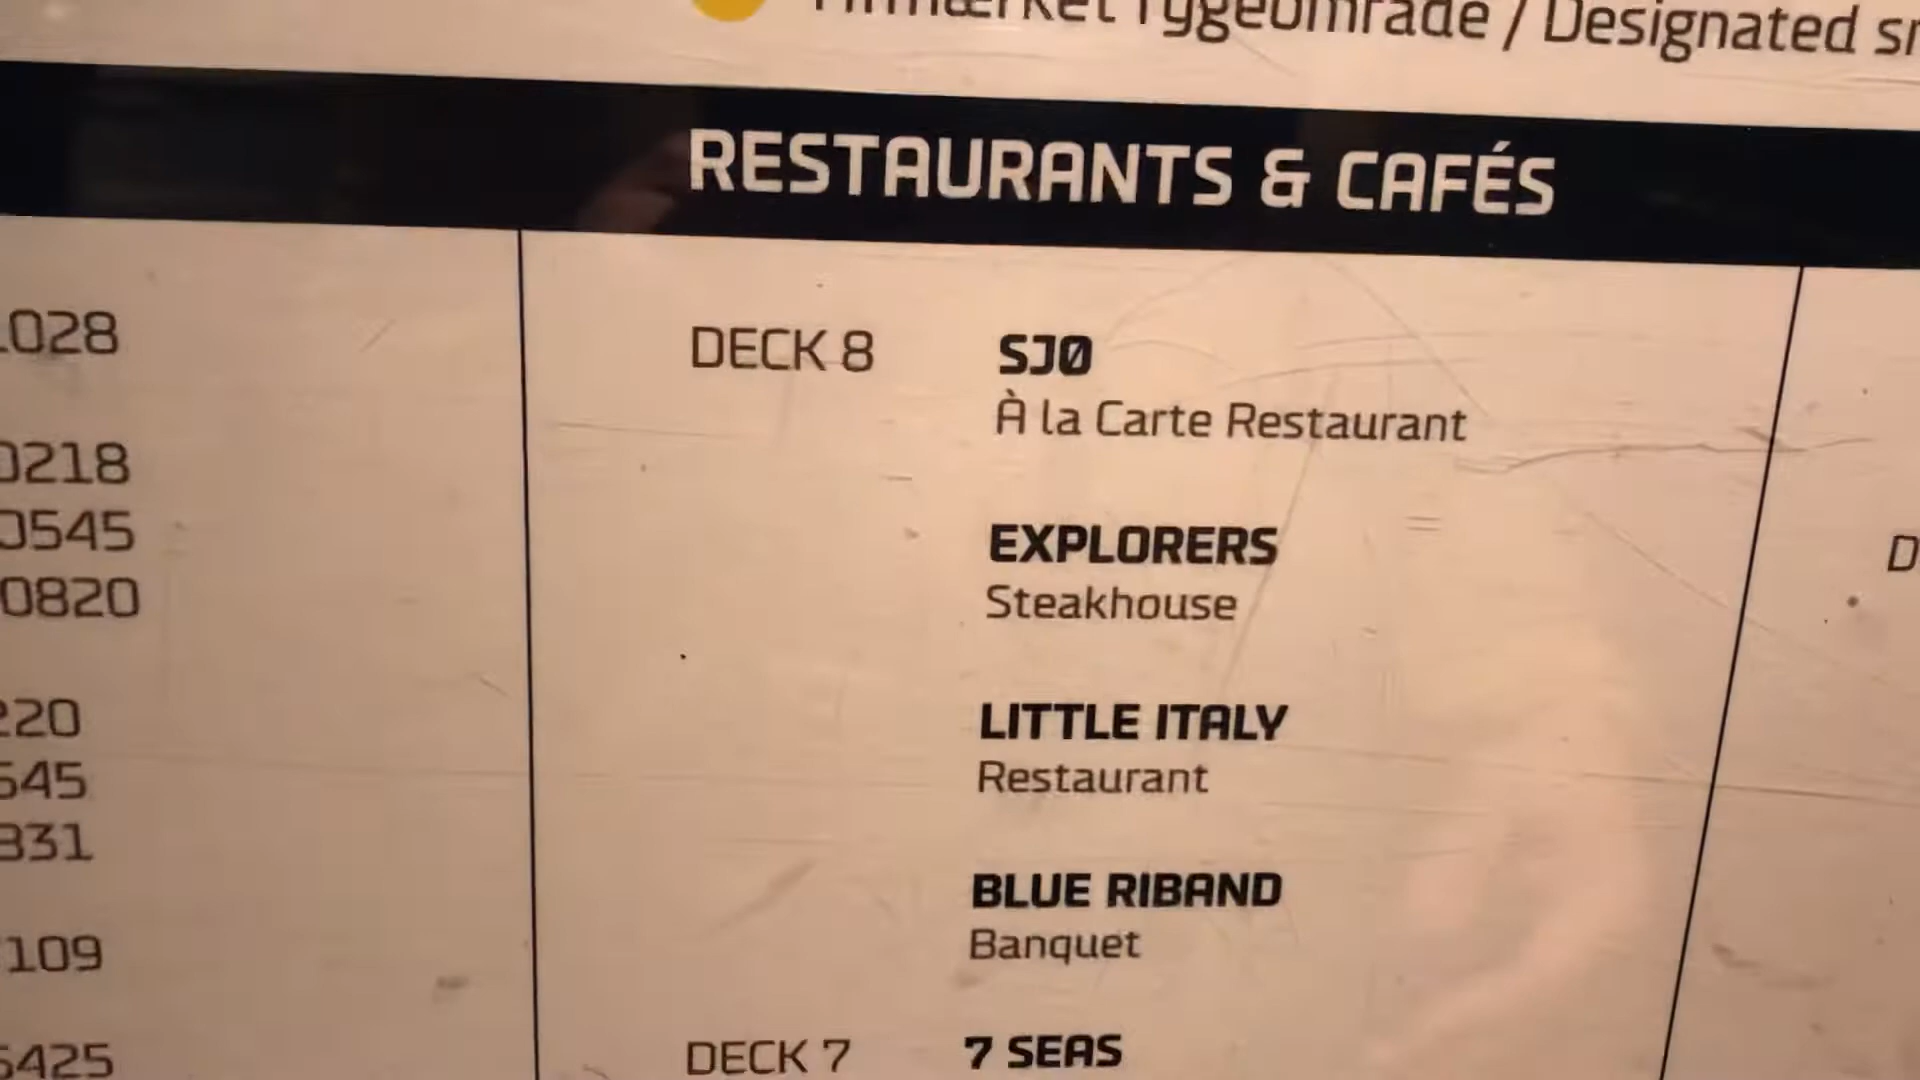 / Designated
RESTAURANTS & CAFÉS
028
DECK 8 SJØ
À la Carte Restaurant
0218
EXPLORERS
0545
0820
Steakhouse
220
LITTLE ITALY
545
Restaurant
831
BLUE RIBAND
109
Banquet
5425
DECK 7 7 SEAS